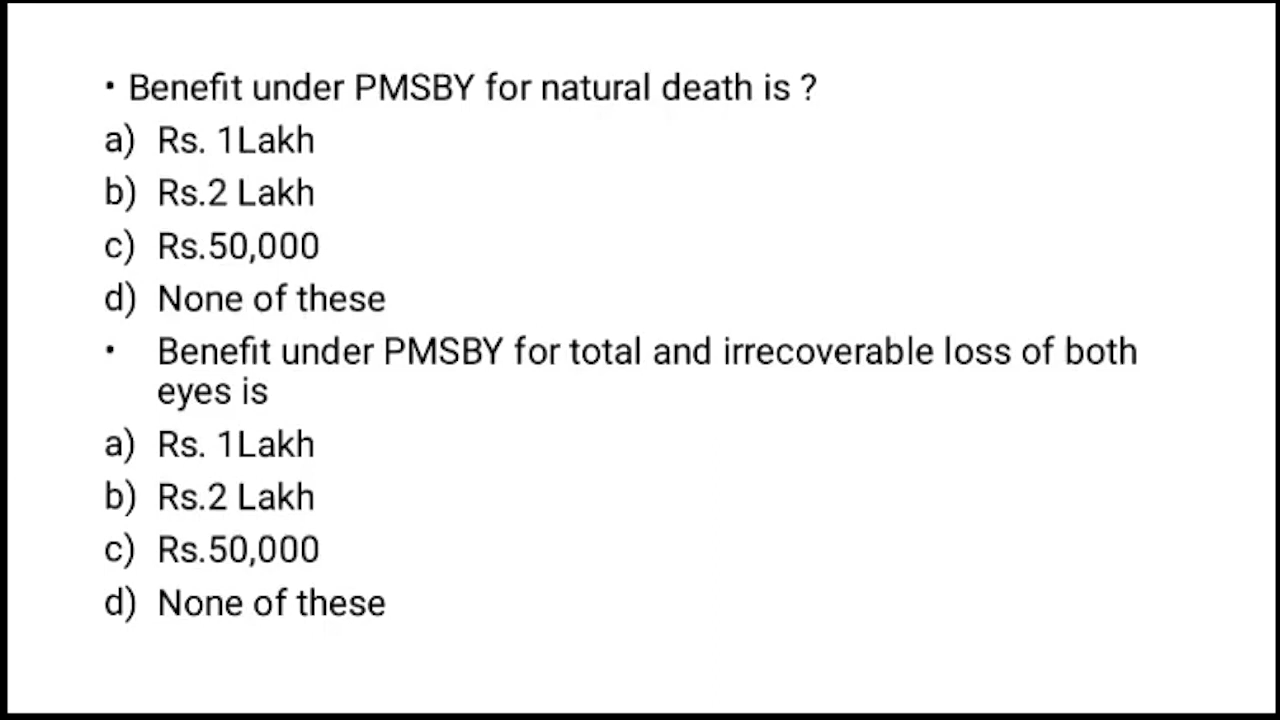 • Benefit under PMSBY for natural death is ?
a) Rs. 1Lakh
b) Rs.2 Lakh
c) Rs.50,000
d) None of these
• Benefit under PMSBY for total and irrecoverable loss of both
eyes is
a) Rs. 1Lakh
b) Rs.2 Lakh
c) Rs.50,000
d) None of these